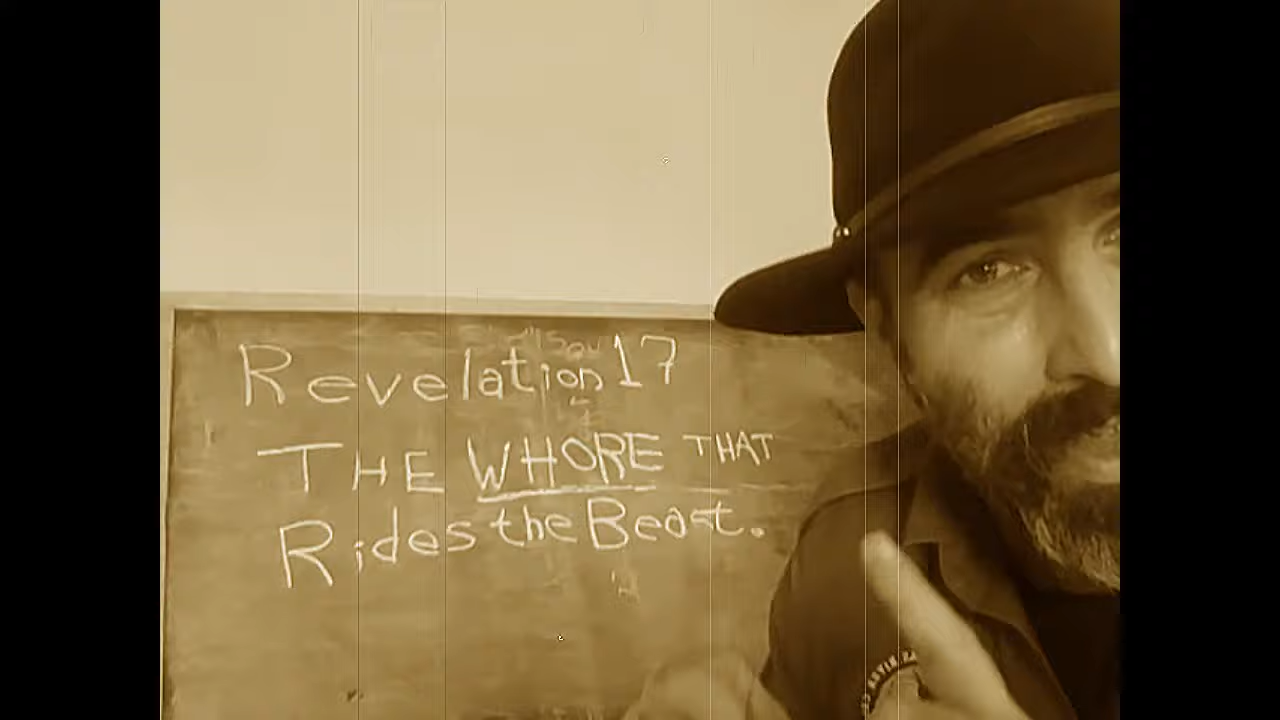 Revelation 17
THE WHORE THAT
Rides the Beast.